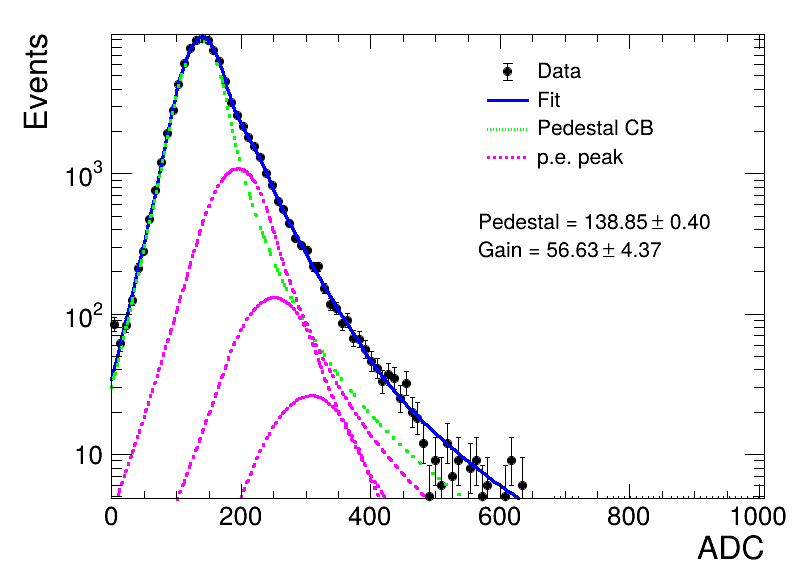 Events
Data
Fit
Pedestal CB
p.e. peak
Pedestal = 138.85 ± 0.40
Gain = 56.63 ± 4.37
10³
10²
10
0 200 400 600 800 1000
ADC